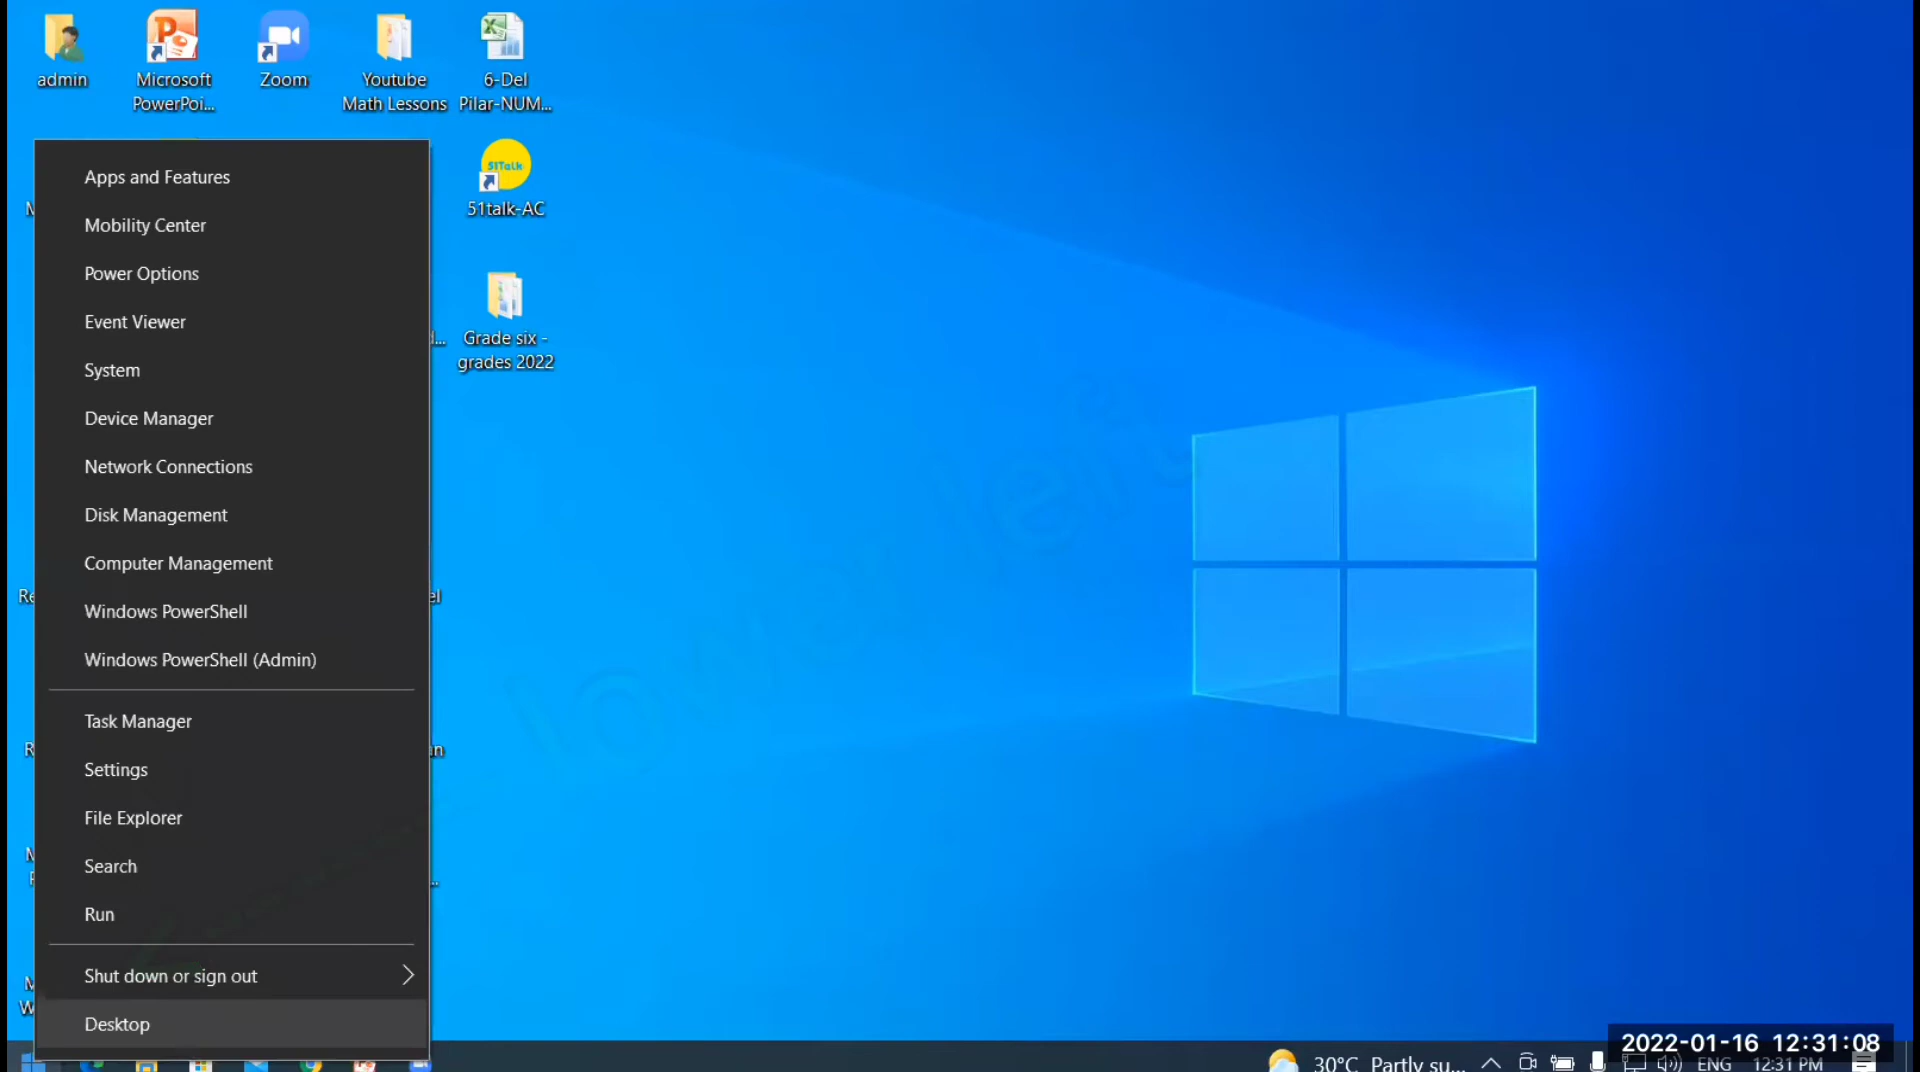 admin
Microsoft
PowerPoi...
Zoom
Youtube
Math Lessons
6-Del
Pilar-NUM...
51Talk
51talk-AC
Grade six -
grades 2022
Apps and Features
Mobility Center
Power Options
Event Viewer
System
Device Manager
Network Connections
Disk Management
Computer Management
Windows PowerShell
Windows PowerShell (Admin)
Task Manager
Settings
File Explorer
Search
Run
Shut down or sign out
Desktop
30°C Partly su...
ENG
12:31 PM
2022-01-16 12:31:08